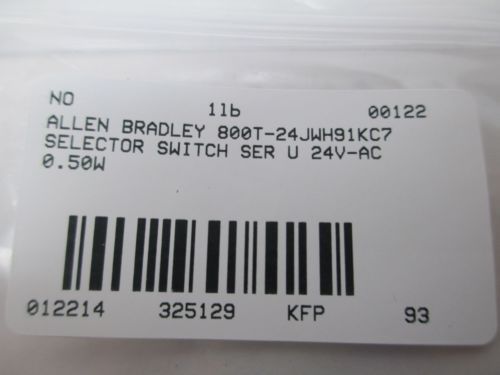 NO 1lb 00122
ALLEN BRADLEY 800T-24JWH91KC7
SELECTOR SWITCH SER U 24V-AC
0.50W
012214 325129 KFP 93